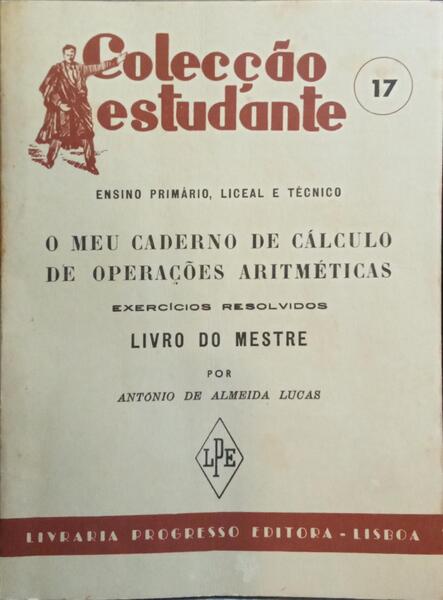 Colecção
estudante
17
ENSINO PRIMÁRIO, LICEAL E TÉCNICO
O MEU CADERNO DE CÁLCULO
DE OPERAÇÕES ARITMÉTICAS
EXERCÍCIOS RESOLVIDOS
LIVRO DO MESTRE
POR
ANTÓNIO DE ALMEIDA LUCAS
LPE
LIVRARIA PROGRESSO EDITORA - LISBOA